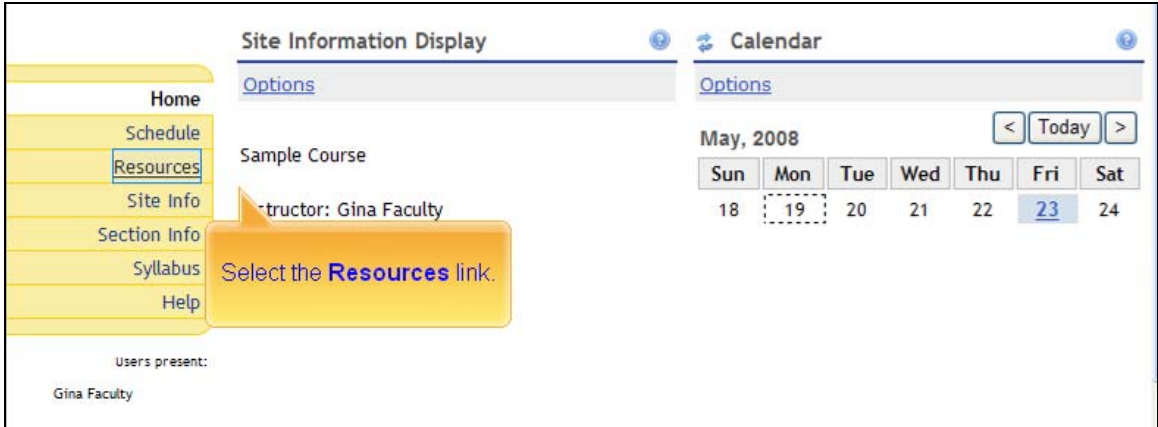 Home
Schedule
Resources
Site Info
Section Info
Syllabus
Help
Users present:
Gina Faculty
Site Information Display
Options
Sample Course
structor: Gina Faculty
Select the Resources link.
Calendar
Options
May, 2008
< Today >
Sun Mon Tue Wed Thu Fri Sat
18 19 20 21 22 23 24